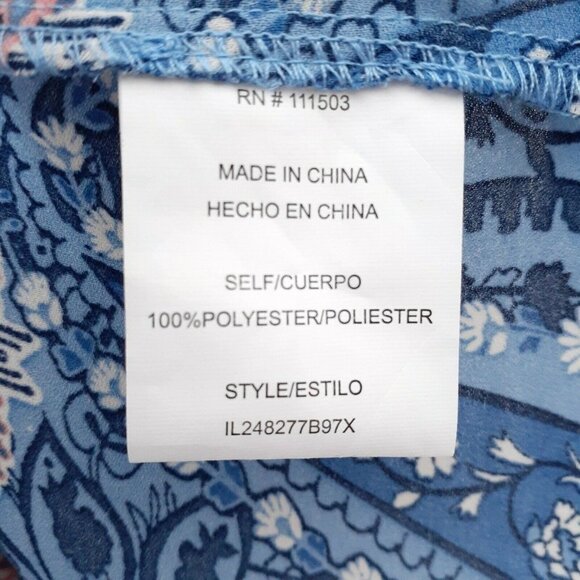 RN # 111503
MADE IN CHINA
HECHO EN CHINA
SELF/CUERPO
100%POLYESTER/POLIESTER
STYLE/ESTILO
IL248277B97X